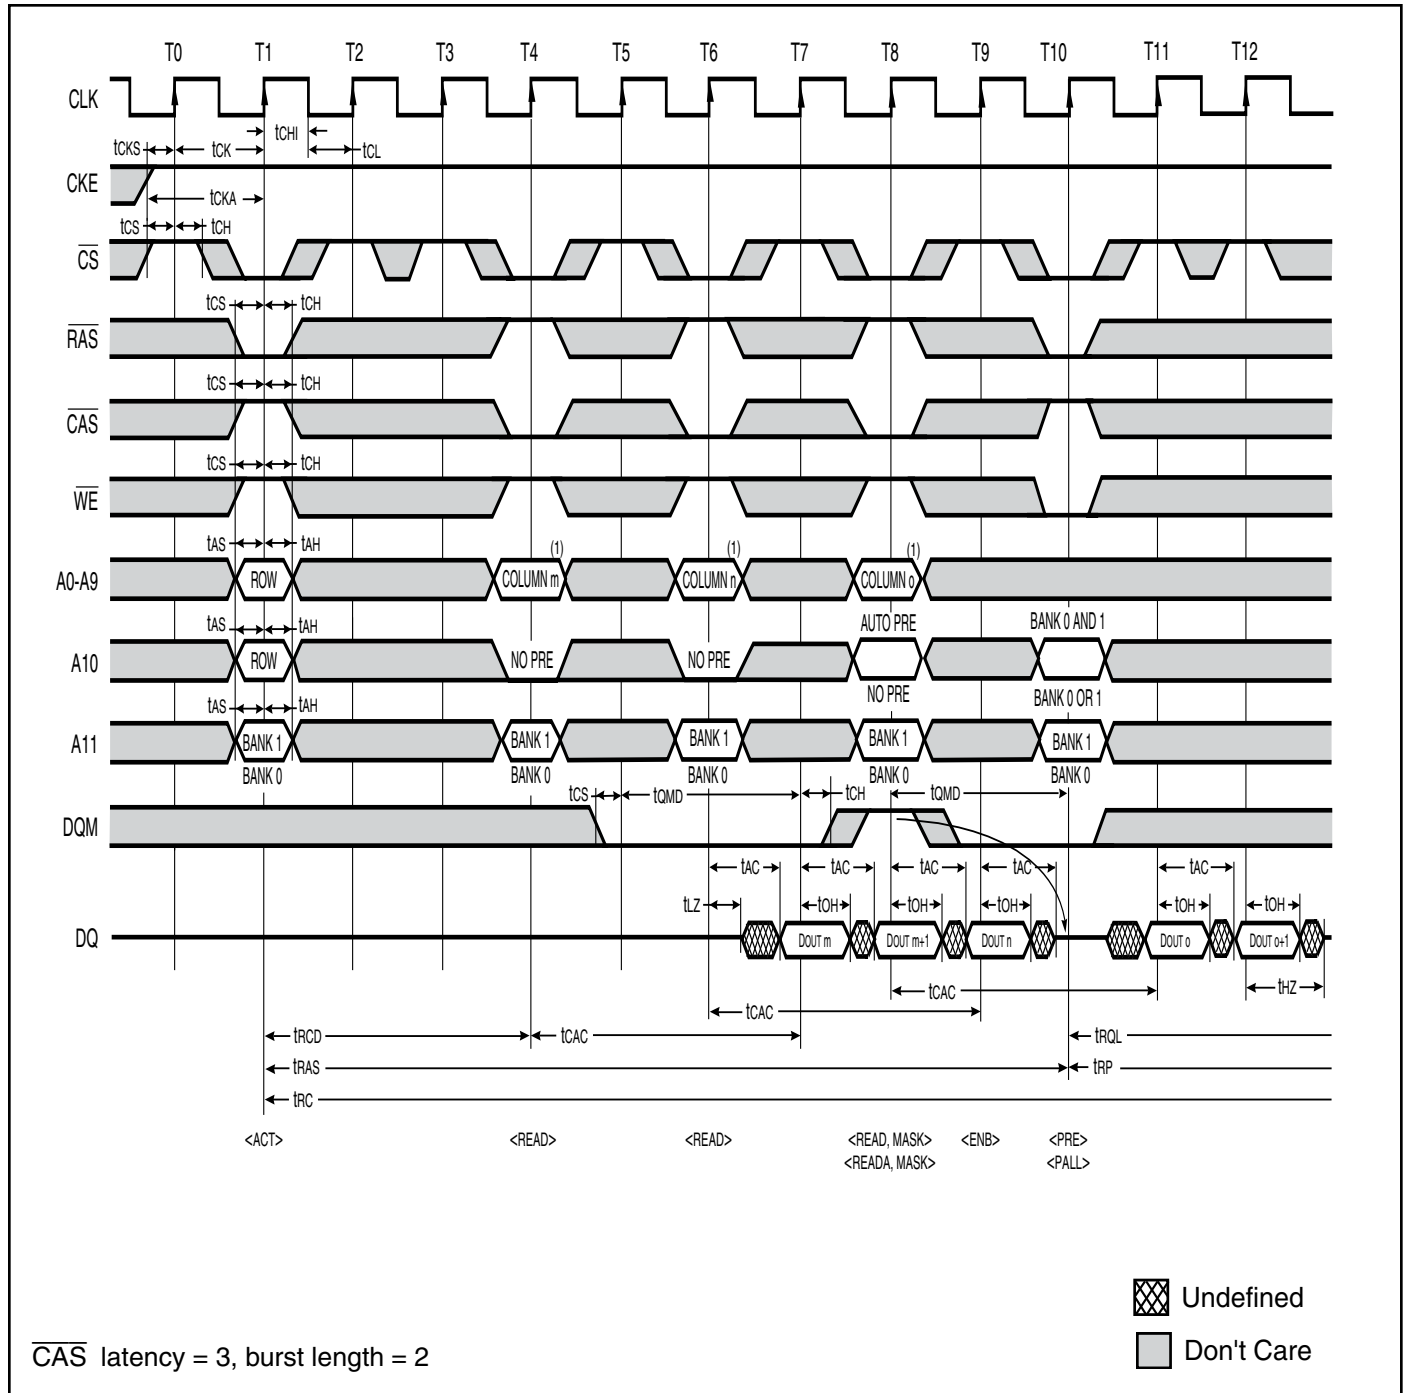 T0 T1 T2 T3 T4 T5 T6 T7 T8 T9 T10 T11 T12
CLK
tCHI
tCKS tCK tCL
CKE
tCKA
tCS tCH
CS
tCS tCH
RAS
tCS tCH
CAS
tCS tCH
WE
tAS tAH (1) (1) (1)
A0-A9 ROW COLUMN m COLUMN n COLUMN o
tAS tAH AUTO PRE BANK 0 AND 1
A10 ROW NO PRE NO PRE
NO PRE BANK 0 OR 1
tAS tAH
A11 BANK 1 BANK 1 BANK 1 BANK 1 BANK 1
BANK 0 BANK 0 BANK 0 BANK 0 BANK 0
tCS tQMD tCH tQMD
DQM
tAC tAC tAC tAC tAC
tLZ tOH tOH tOH tOH tOH
DQ DOUT m DOUT m+1 DOUT n DOUT o DOUT o+1
tCAC tHZ
tCAC
tRCD tCAC tRQL
tRAS tRP
tRC
<ACT> <READ> <READ> <READ, MASK> <ENB> <PRE>
<READA, MASK> <PALL>
Undefined
Don't Care
CAS latency = 3, burst length = 2